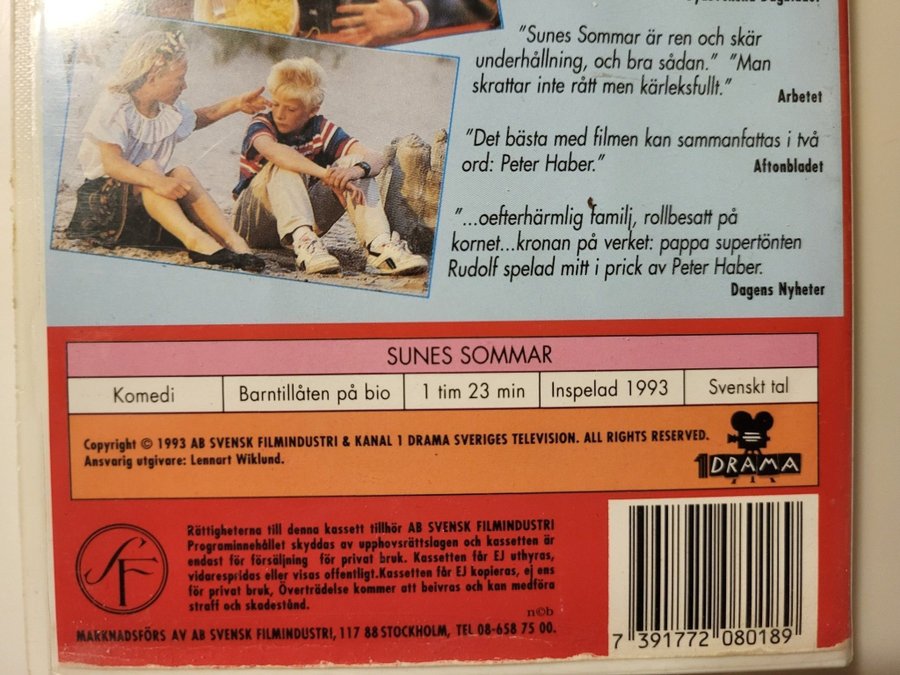 "Sunes Sommar är ren och skär
underhållning, och bra sådan." "Man
skrattar inte rått men kärleksfullt."
Arbetet
"Det bästa med filmen kan sammanfattas i två
ord: Peter Haber."
Aftonbladet
"...oefterhärmlig familj, rollbesatt på
kornet...kronan på verket: pappa supertönten
Rudolf spelad mitt i prick av Peter Haber.
Dagens Nyheter
SUNES SOMMAR
Komedi Barntillåten på bio 1 tim 23 min Inspelad 1993 Svenskt tal
Copyright © 1993 AB SVENSK FILMINDUSTRI & KANAL 1 DRAMA SVERIGES TELEVISION. ALL RIGHTS RESERVED.
Ansvarig utgivare: Lennart Wiklund.
1DRAMA
SF
Rättigheterna till denna kassett tillhör AB SVENSK FILMINDUSTRI
Programinnehållet skyddas av upphovsrättslagen och kassetten är
endast för försäljning för privat bruk. Kassetten får EJ uthyras,
vidarespridas eller visas offentligt.Kassetten får EJ kopieras, ej ens
för privat bruk, Överträdelse kommer att beivras och kan medföra
straff och skadestånd.
n©b
MARKNADSFÖRS AV AB SVENSK FILMINDUSTRI, 117 88 STOCKHOLM, TEL 08-658 75 00.
7 391772 080189